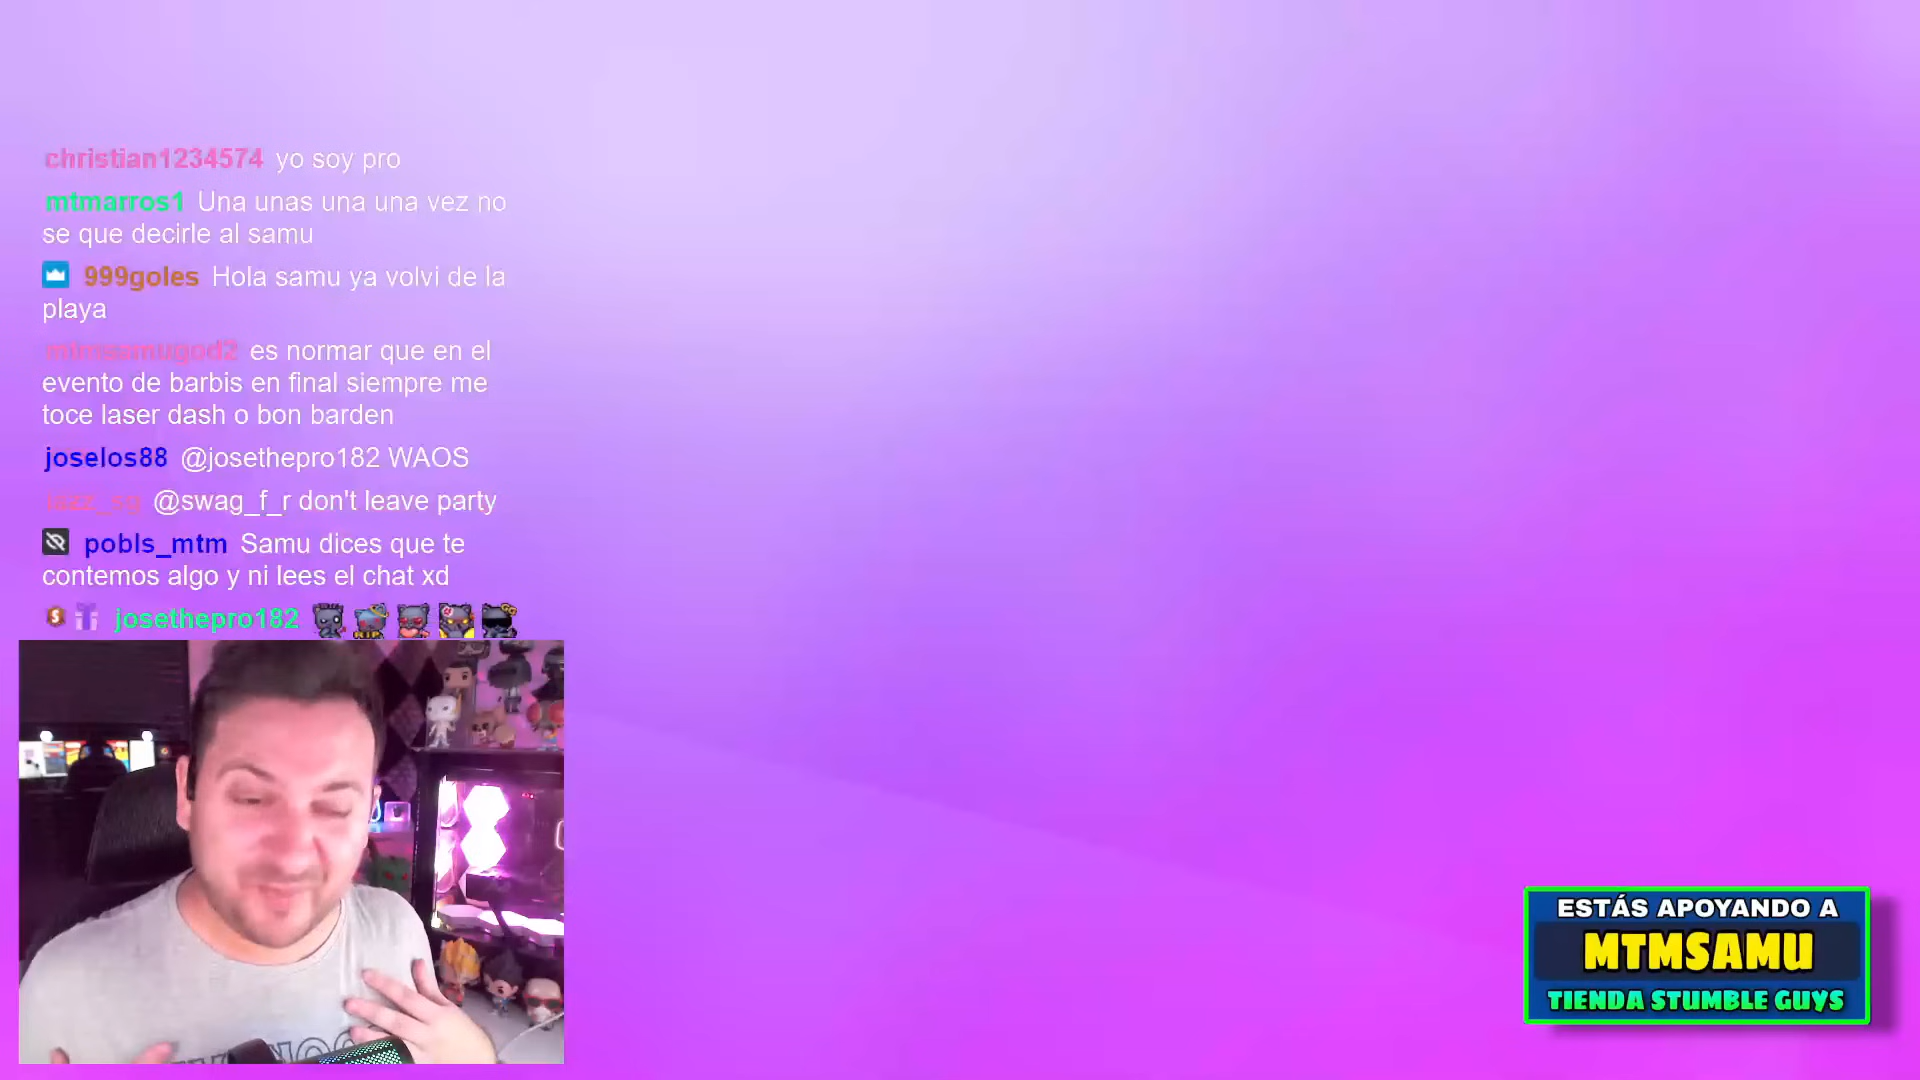 christian1234574 yo soy pro
mtmarros1 Una unas una una vez no
se que decirle al samu
999goles Hola samu ya volvi de la
playa
mtmsamugod2 es normar que en el
evento de barbis en final siempre me
toce laser dash o bon barden
joselos88 @josethepro182 WAOS
@swag_f_r don't leave party
pobls_mtm Samu dices que te
contemos algo y ni lees el chat xd
josethepro182
ESTÁS APOYANDO A
MTMSAMU
TIENDA STUMBLE GUYS